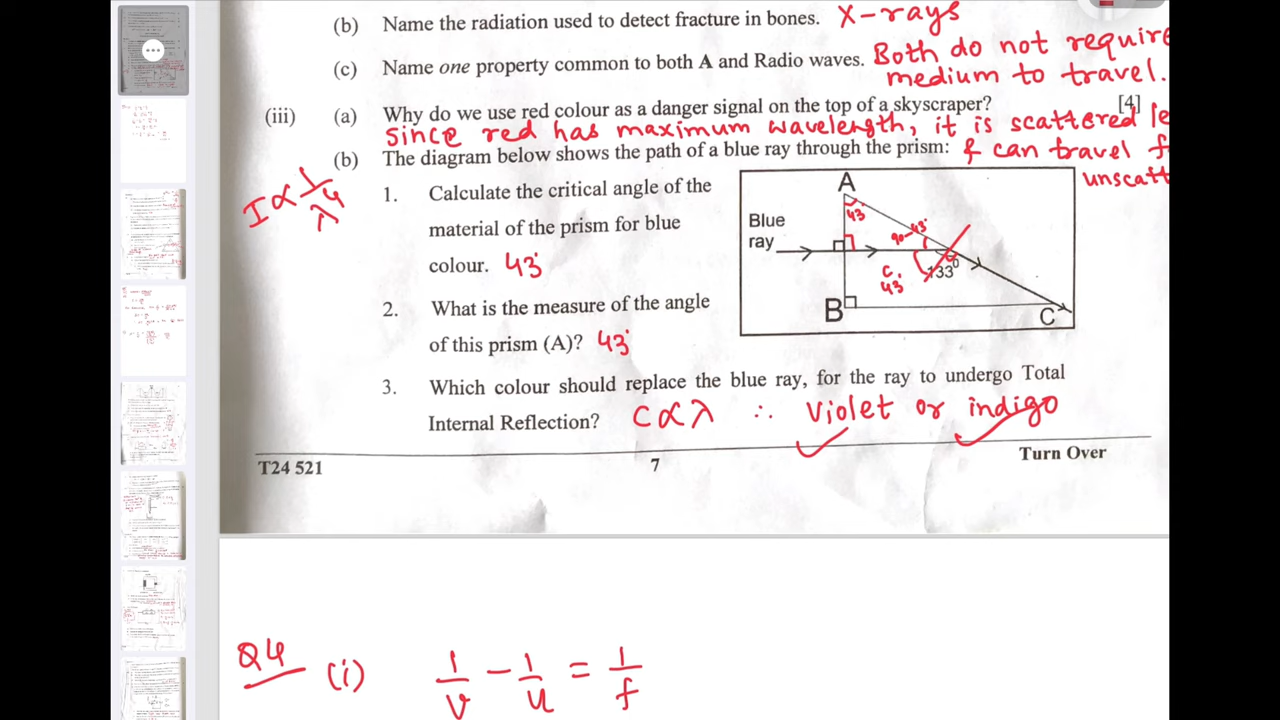 (b) Name the radiation used to detect fracture in bones. X-rays
(c) Name one property common to both A and Radio waves. Both do not require
medium to travel.
(iii) (a) Why do we use red colour as a danger signal on the top of a skyscraper? [4]
since red has maximum wavelength, it is scattered le
(b) The diagram below shows the path of a blue ray through the prism: & can travel f
unscatt
I ∝ 1/λ⁴
1. Calculate the critical angle of the
material of the prism for blue
colour. 43°
2. What is the measure of the angle
of this prism (A)? 43°
A
43
Blue
ray
90-43°
C.
43
133°
B
C
3. Which colour should replace the blue ray, for the ray to undergo Total
Internal Reflection? C∝λ ∴ Violet or indigo
T24 521
7
Turn Over
Q4 (i) 1/v - 1/u = 1/f